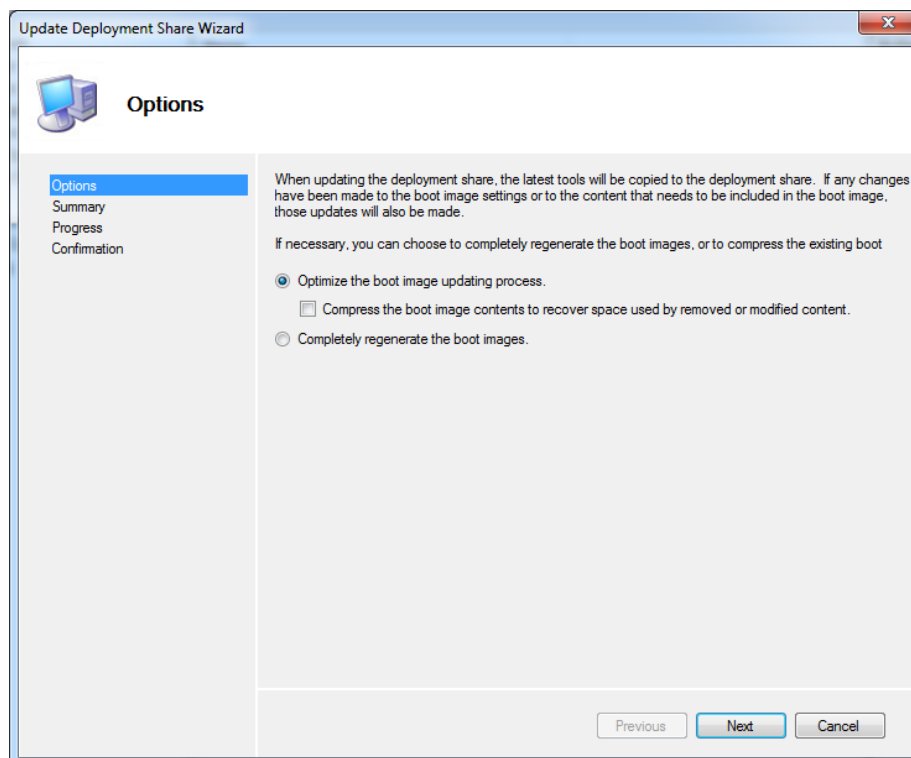 Update Deployment Share Wizard
Options
Options
Summary
Progress
Confirmation
When updating the deployment share, the latest tools will be copied to the deployment share.  If any changes
have been made to the boot image settings or to the content that needs to be included in the boot image,
those updates will also be made.
If necessary, you can choose to completely regenerate the boot images, or to compress the existing boot
Optimize the boot image updating process.
Compress the boot image contents to recover space used by removed or modified content.
Completely regenerate the boot images.
Previous
Next
Cancel